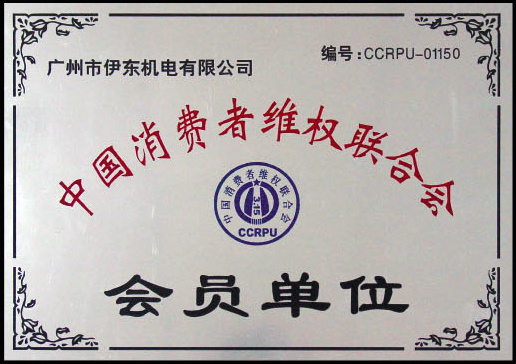 广州市伊东机电有限公司
编号：CCRPU-01150
中国消费者维权联合会
中国消费者维权联合会
3.15
CCRPU
会员单位